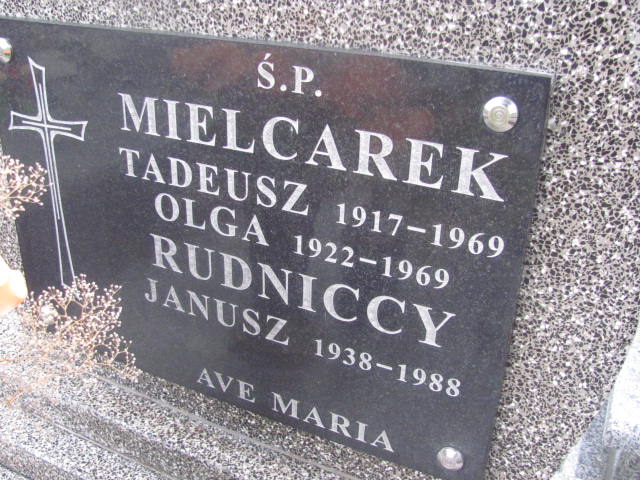 Ś.P.
MIELCAREK
TADEUSZ 1917-1969
OLGA 1922-1969
RUDNICCY
JANUSZ 1938-1988
AVE MARIA